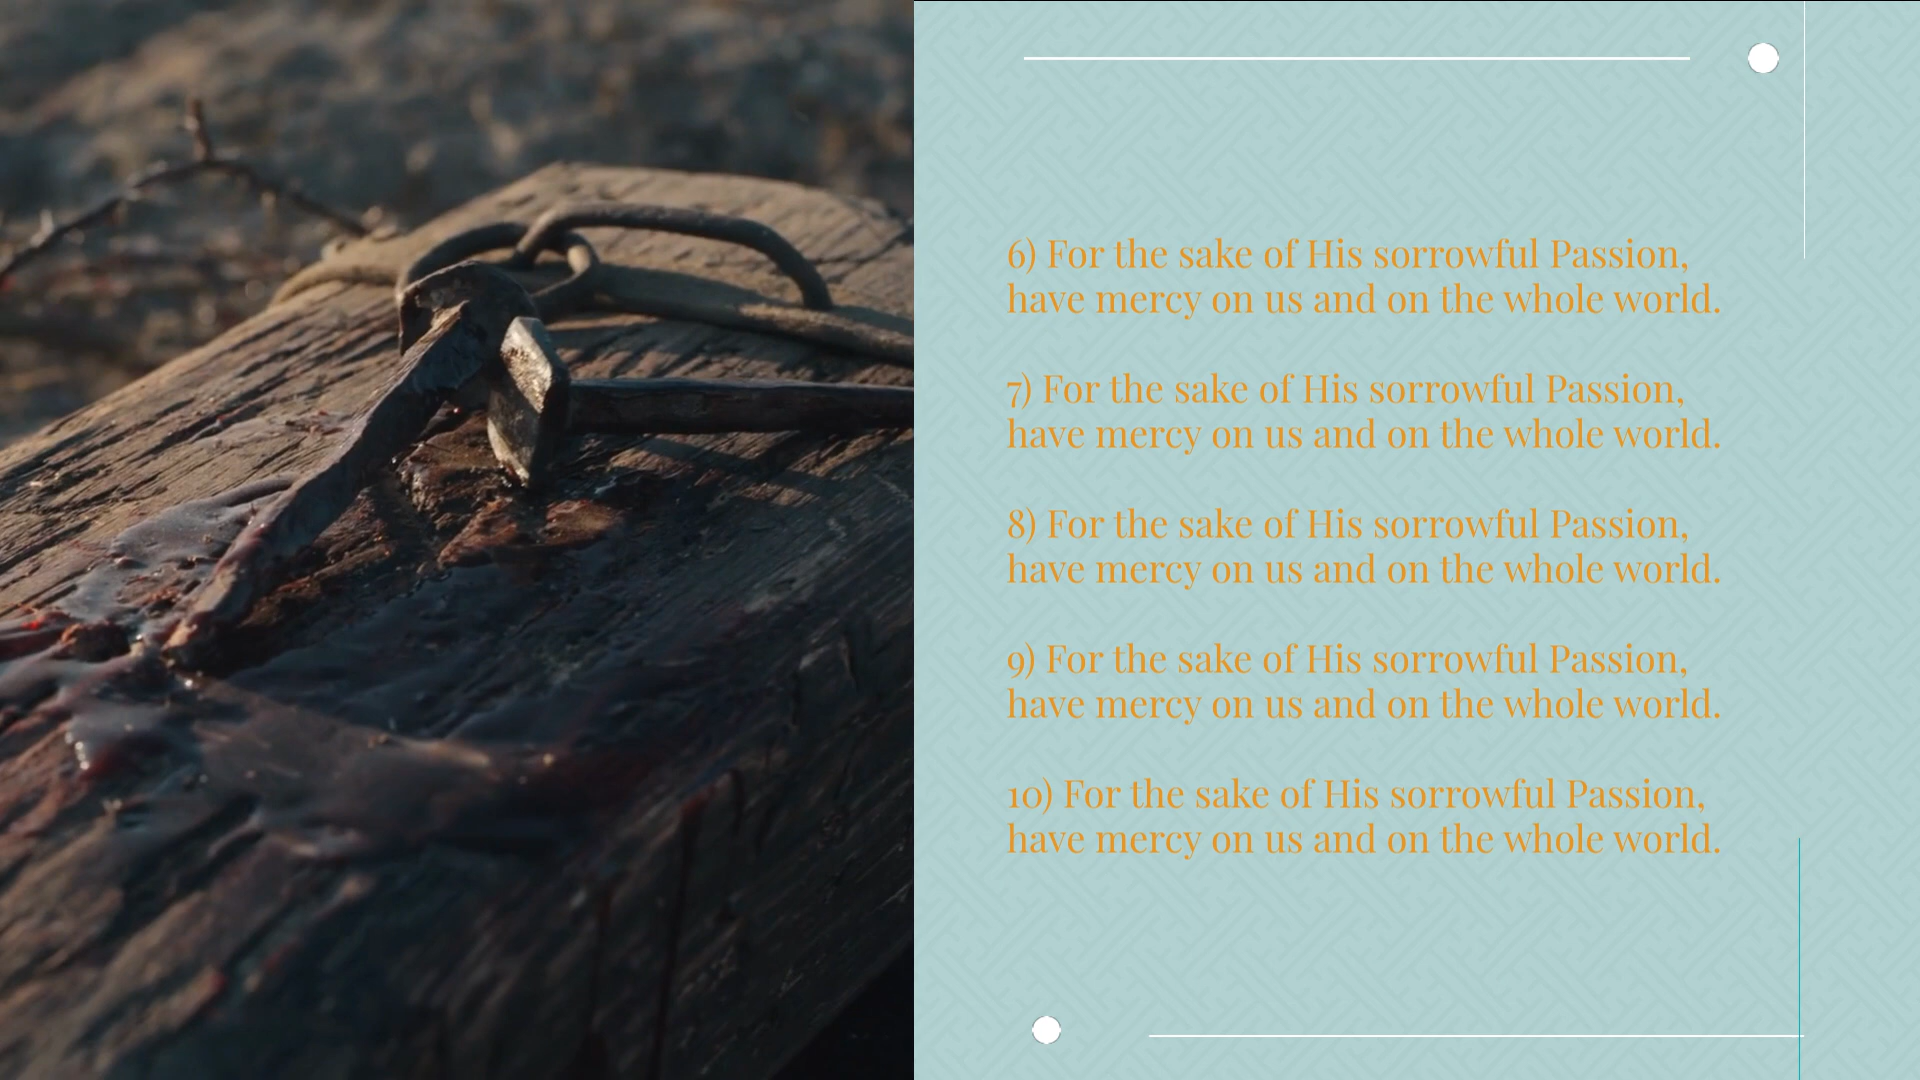 6) For the sake of His sorrowful Passion,
have mercy on us and on the whole world.
7) For the sake of His sorrowful Passion,
have mercy on us and on the whole world.
8) For the sake of His sorrowful Passion,
have mercy on us and on the whole world.
9) For the sake of His sorrowful Passion,
have mercy on us and on the whole world.
10) For the sake of His sorrowful Passion,
have mercy on us and on the whole world.